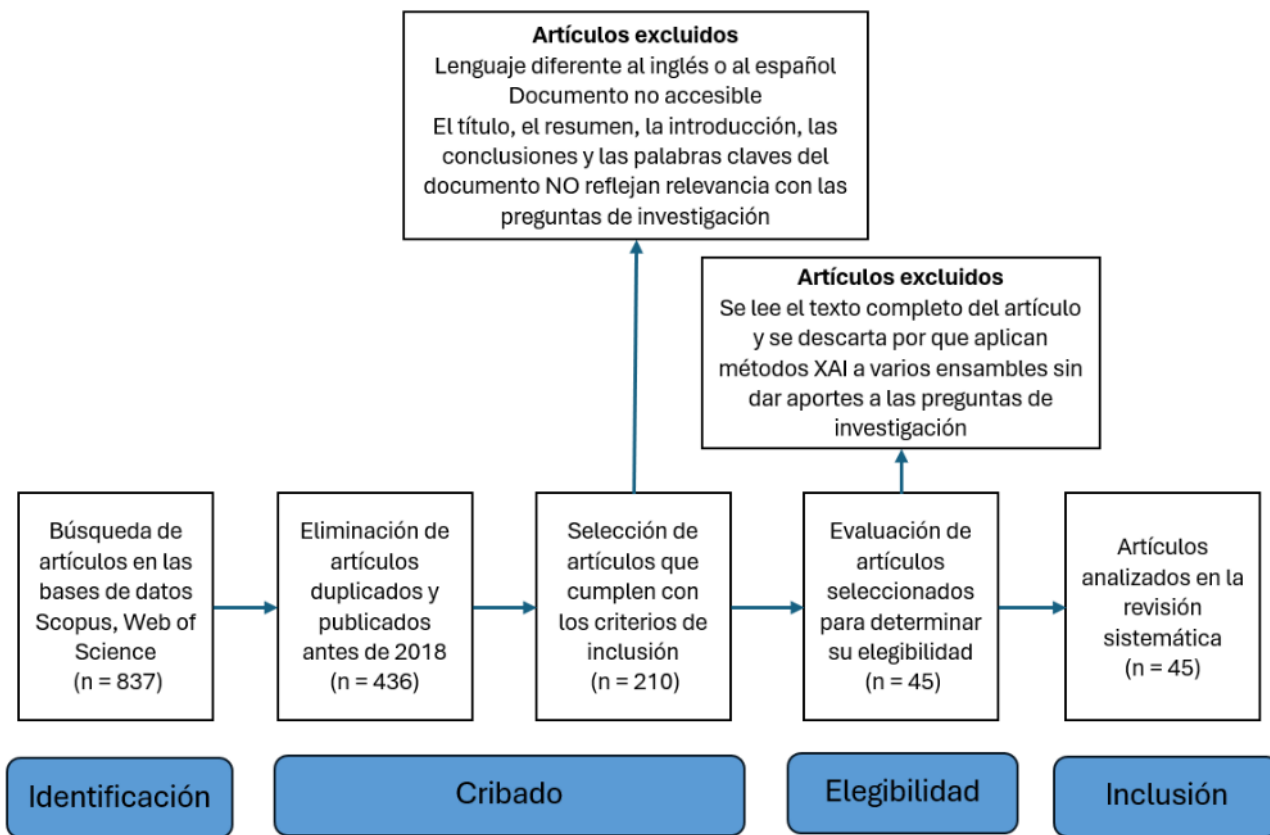 Artículos excluidos
Lenguaje diferente al inglés o al español
Documento no accesible
El título, el resumen, la introducción, las
conclusiones y las palabras claves del
documento NO reflejan relevancia con las
preguntas de investigación
Artículos excluidos
Se lee el texto completo del artículo
y se descarta por que aplican
métodos XAI a varios ensambles sin
dar aportes a las preguntas de
investigación
Búsqueda de
artículos en las
bases de datos
Scopus, Web of
Science
(n = 837)
Eliminación de
artículos
duplicados y
publicados
antes de 2018
(n = 436)
Selección de
artículos que
cumplen con
los criterios de
inclusión
(n = 210)
Evaluación de
artículos
seleccionados
para determinar
su elegibilidad
(n = 45)
Artículos
analizados en la
revisión
sistemática
(n = 45)
Identificación
Cribado
Elegibilidad
Inclusión